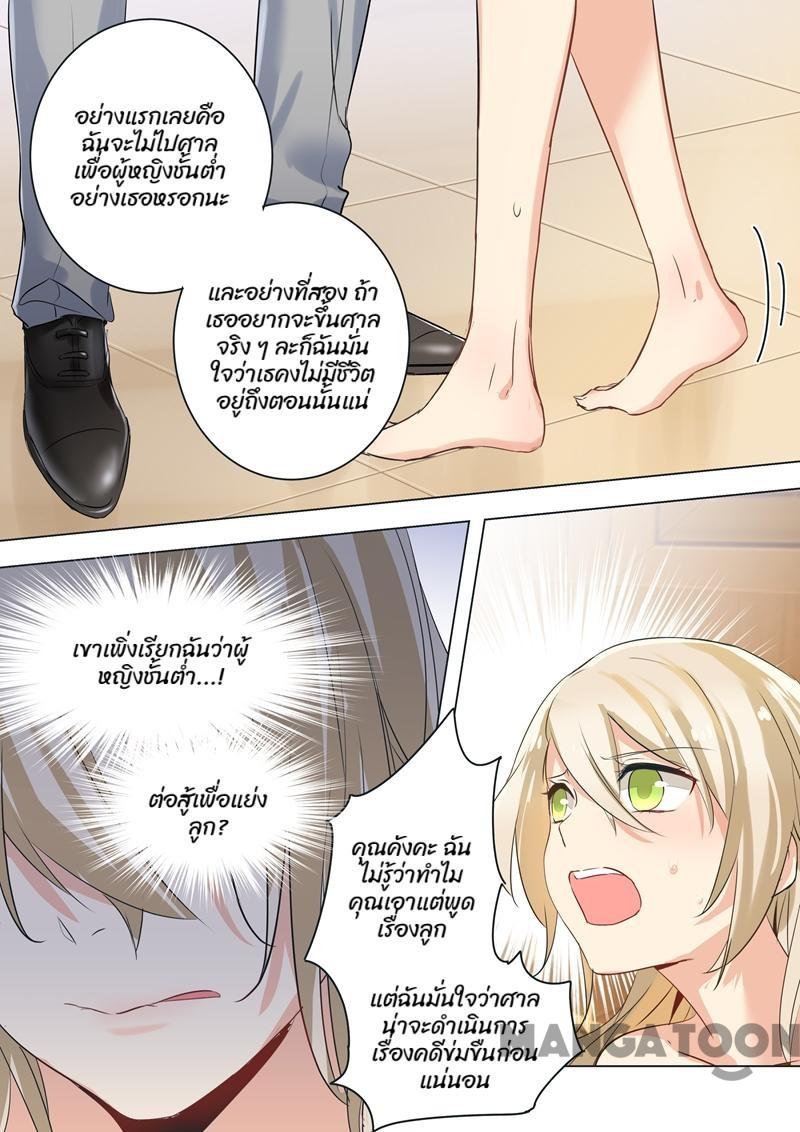 อย่างแรกเลยคือ
ฉันจะไม่ไปศาล
เพื่อผู้หญิงชั้นต่ำ
อย่างเธอหรอกนะ
และอย่างที่สอง ถ้า
เธออยากจะขึ้นศาล
จริง ๆ ละก็ฉันมั่น
ใจว่าเธคงไม่มีชีวิต
อยู่ถึงตอนนั้นแน่
เขาเพิ่งเรียกฉันว่าผู้
หญิงชั้นต่ำ...!
ต่อสู้เพื่อแย่ง
ลูก?
คุณคังคะ ฉัน
ไม่รู้ว่าทำไม
คุณเอาแต่พูด
เรื่องลูก
แต่ฉันมั่นใจว่าศาล
น่าจะดำเนินการ
เรื่องคดีข่มขืนก่อน
แน่นอน
MANGATOON